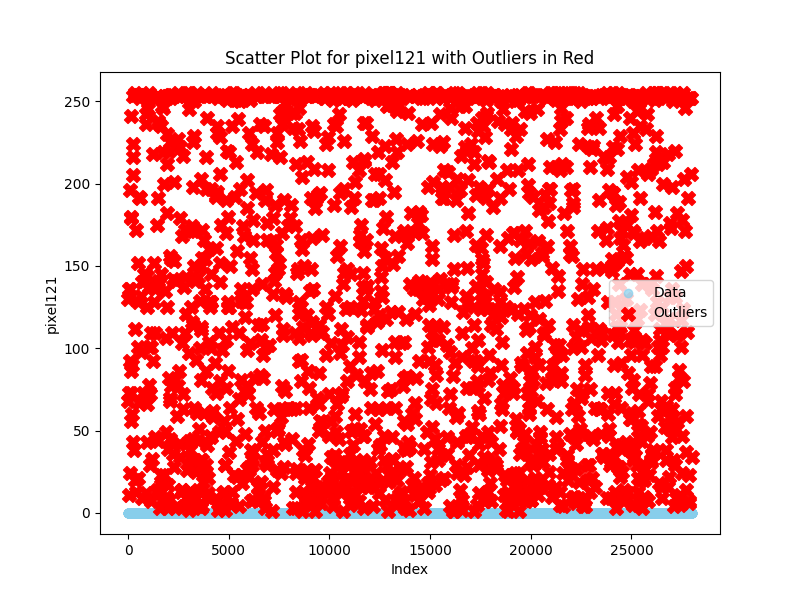 Scatter Plot for pixel121 with Outliers in Red
250
200
150
100
50
0
pixel121
Data
Outliers
0 5000 10000 15000 20000 25000
Index